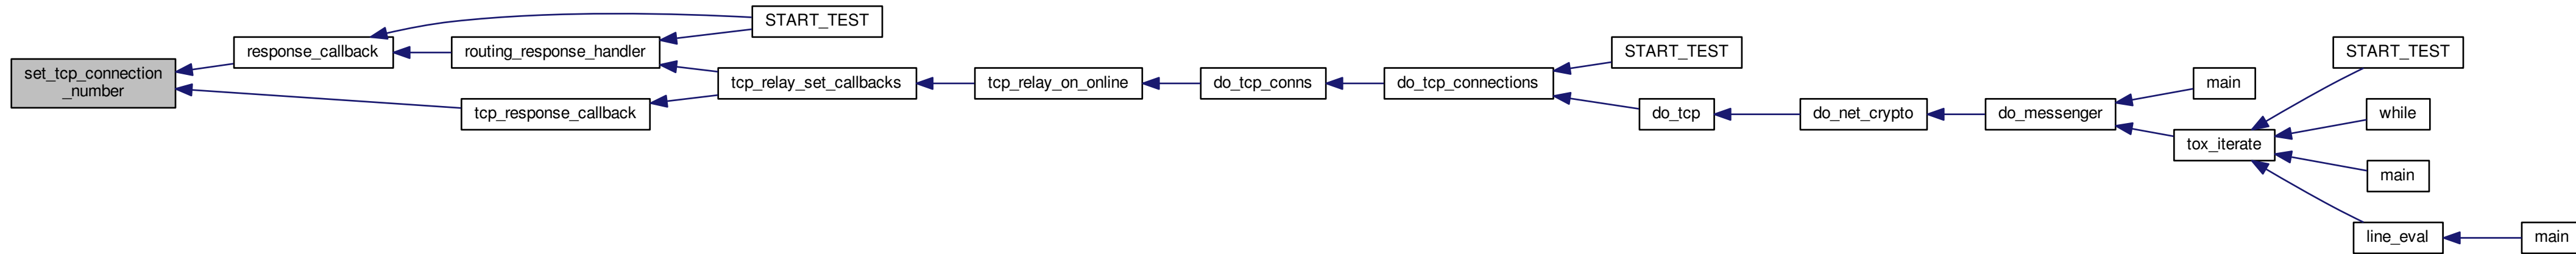 set_tcp_connection
_number
response_callback
routing_response_handler
START_TEST
tcp_response_callback
tcp_relay_set_callbacks
tcp_relay_on_online
do_tcp_conns
do_tcp_connections
START_TEST
do_tcp
do_net_crypto
do_messenger
main
tox_iterate
START_TEST
while
main
line_eval
main